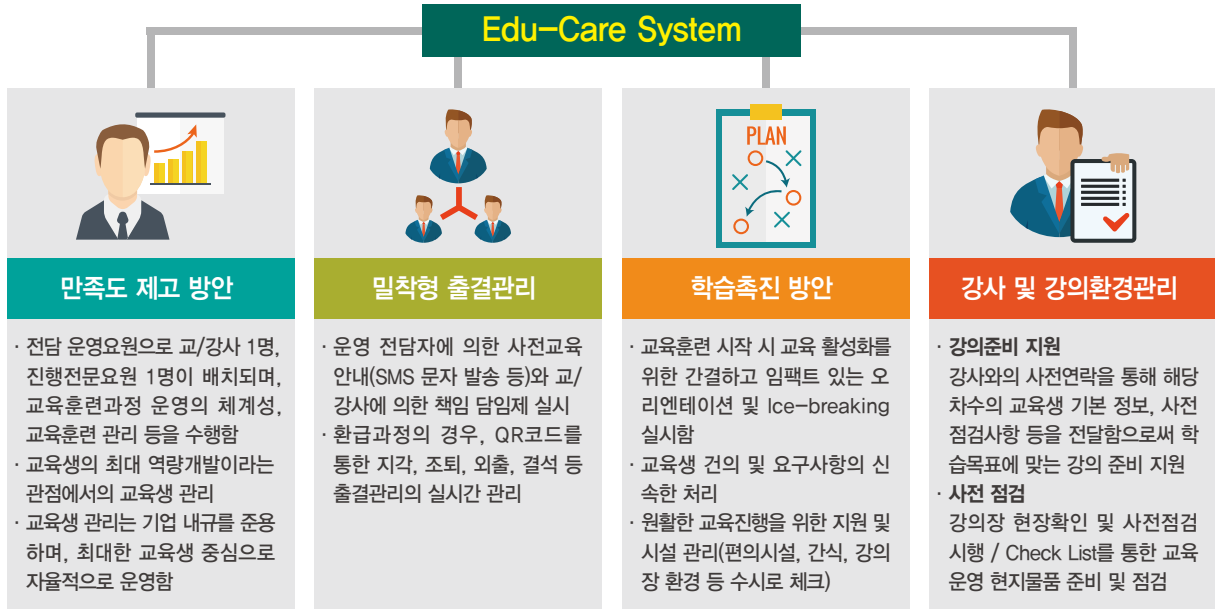 Edu-Care System
PLAN
만족도 제고 방안
· 전담 운영요원으로 교/강사 1명,
진행전문요원 1명이 배치되며,
교육훈련과정 운영의 체계성,
교육훈련 관리 등을 수행함
· 교육생의 최대 역량개발이라는
관점에서의 교육생 관리
· 교육생 관리는 기업 내규를 준용
하며, 최대한 교육생 중심으로
자율적으로 운영함
밀착형 출결관리
· 운영 전담자에 의한 사전교육
안내(SMS 문자 발송 등)와 교/
강사에 의한 책임 담임제 실시
· 환급과정의 경우, QR코드를
통한 지각, 조퇴, 외출, 결석 등
출결관리의 실시간 관리
학습촉진 방안
· 교육훈련 시작 시 교육 활성화를
위한 간결하고 임팩트 있는 오
리엔테이션 및 Ice-breaking
실시함
· 교육생 건의 및 요구사항의 신
속한 처리
· 원활한 교육진행을 위한 지원 및
시설 관리(편의시설, 간식, 강의
장 환경 등 수시로 체크)
강사 및 강의환경관리
· 강의준비 지원
강사와의 사전연락을 통해 해당
차수의 교육생 기본 정보, 사전
점검사항 등을 전달함으로써 학
습목표에 맞는 강의 준비 지원
· 사전 점검
강의장 현장확인 및 사전점검
시행 / Check List를 통한 교육
운영 현지물품 준비 및 점검